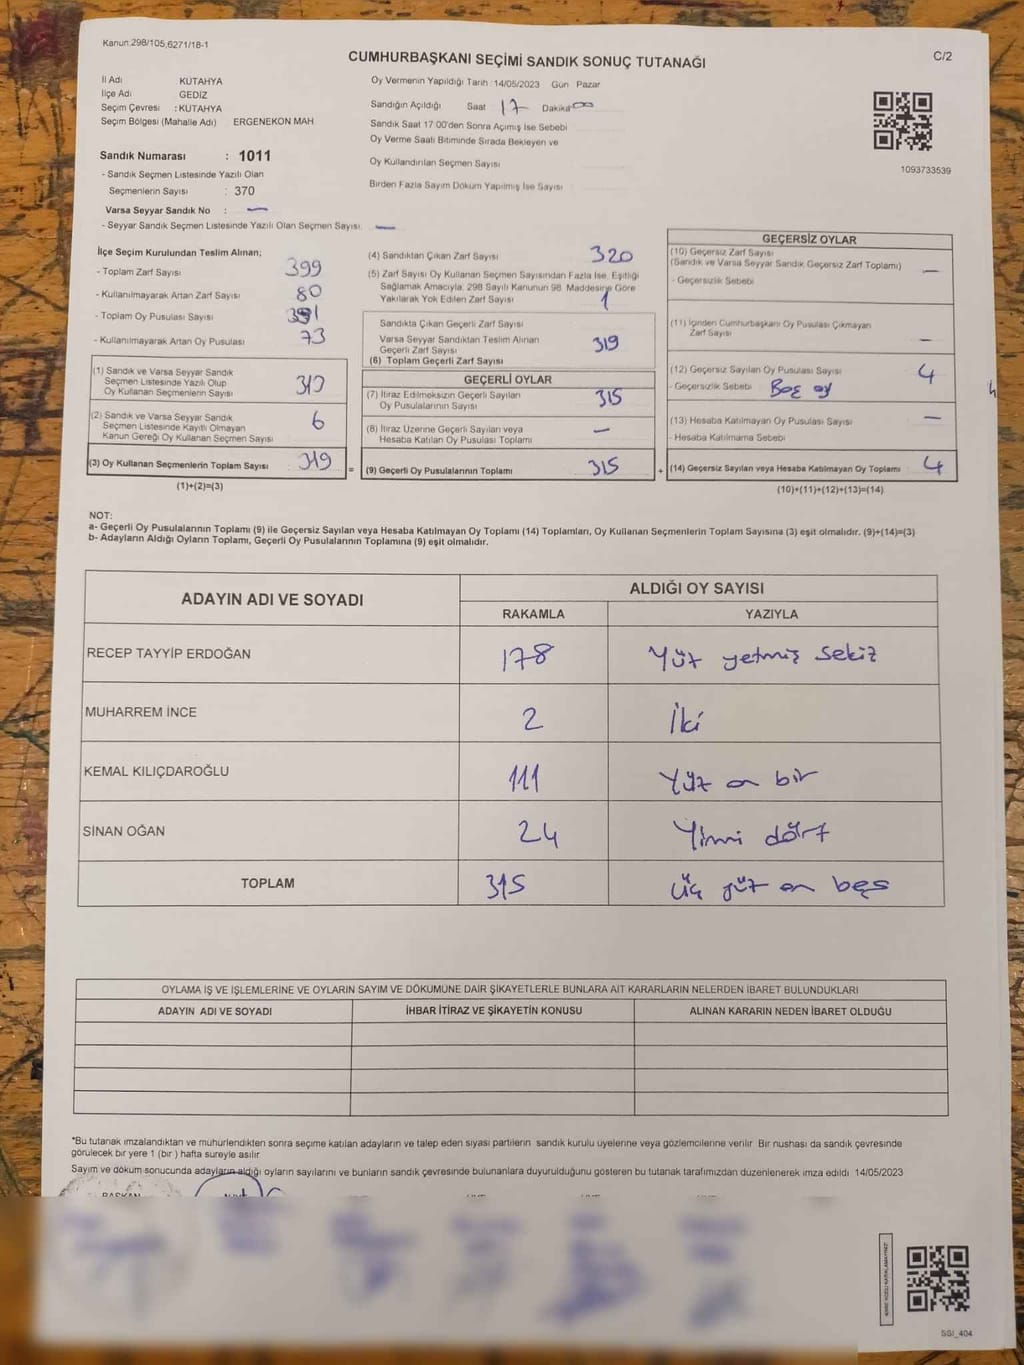 Kanun:298/105,6271/18-1
CUMHURBAŞKANI SEÇİMİ SANDIK SONUÇ TUTANAĞI
C/2
İl Adı KÜTAHYA
İlçe Adı GEDİZ
Seçim Çevresi : KÜTAHYA
Seçim Bölgesi (Mahalle Adı) ERGENEKON MAH.
Sandık Numarası : 1011
- Sandık Seçmen Listesinde Yazılı Olan
Seçmenlerin Sayısı : 370
Varsa Seyyar Sandık No : —
- Seyyar Sandık Seçmen Listesinde Yazılı Olan Seçmen Sayısı: —
Oy Vermenin Yapıldığı Tarih :14/05/2023 Gün Pazar
Sandığın Açıldığı Saat 17 Dakika 00
Sandık Saat 17:00'den Sonra Açımış İse Sebebi
Oy Verme Saati Bitiminde Sırada Bekleyen ve
Oy Kullandırılan Seçmen Sayısı
Birden Fazla Sayım Döküm Yapılmış İse Sayısı :
1093733539
İlçe Seçim Kurulundan Teslim Alınan;
- Toplam Zarf Sayısı 399
- Kullanılmayarak Artan Zarf Sayısı 80
- Toplam Oy Pusulası Sayısı
- Kullanılmayarak Artan Oy Pusulası 73
(1) Sandık ve Varsa Seyyar Sandık
Seçmen Listesinde Yazılı Olup
Oy Kullanan Seçmenlerin Sayısı 313
(2) Sandık ve Varsa Seyyar Sandık
Seçmen Listesinde Kayıtlı Olmayan
Kanun Gereği Oy Kullanan Seçmen Sayısı 6
(3) Oy Kullanan Seçmenlerin Toplam Sayısı 319 =
(1)+(2)=(3)
(4) Sandıktan Çıkan Zarf Sayısı 320
(5) Zarf Sayısı Oy Kullanan Seçmen Sayısından Fazla İse, Eşitliği
Sağlamak Amacıyla; 298 Sayılı Kanunun 98. Maddesine Göre
Yakılarak Yok Edilen Zarf Sayısı 1
Sandıkta Çıkan Geçerli Zarf Sayısı
Varsa Seyyar Sandıktan Teslim Alınan
Geçerli Zarf Sayısı 319
(6) Toplam Geçerli Zarf Sayısı
GEÇERLİ OYLAR
(7) İtiraz Edilmeksizin Geçerli Sayılan
Oy Pusulalarının Sayısı 315
(8) İtiraz Üzerine Geçerli Sayılan veya
Hesaba Katılan Oy Pusulası Toplamı —
(9) Geçerli Oy Pusulalarının Toplamı 315 +
GEÇERSİZ OYLAR
(10) Geçersiz Zarf Sayısı
(Sandık ve Varsa Seyyar Sandık Geçersiz Zarf Toplamı) —
- Geçersizlik Sebebi
(11) İçinden Cumhurbaşkanı Oy Pusulası Çıkmayan
Zarf Sayısı —
(12) Geçersiz Sayılan Oy Pusulası Sayısı 4
- Geçersizlik Sebebi Boş oy
(13) Hesaba Katılmayan Oy Pusulası Sayısı —
- Hesaba Katılmama Sebebi
(14) Geçersiz Sayılan veya Hesaba Katılmayan Oy Toplamı 4
(10)+(11)+(12)+(13)=(14)
NOT:
a- Geçerli Oy Pusulalarının Toplamı (9) ile Geçersiz Sayılan veya Hesaba Katılmayan Oy Toplamı (14) Toplamları, Oy Kullanan Seçmenlerin Toplam Sayısına (3) eşit olmalıdır. (9)+(14)=(3)
b- Adayların Aldığı Oyların Toplamı, Geçerli Oy Pusulalarının Toplamına (9) eşit olmalıdır.
ADAYIN ADI VE SOYADI
ALDIĞI OY SAYISI
RAKAMLA YAZIYLA
RECEP TAYYİP ERDOĞAN 178 Yüz yetmiş sekiz
MUHARREM İNCE 2 İki
KEMAL KILIÇDAROĞLU 111 Yüz on bir
SİNAN OĞAN 24 Yirmi dört
TOPLAM 315 Üç yüz on beş
OYLAMA İŞ VE İŞLEMLERİNE VE OYLARIN SAYIM VE DÖKÜMÜNE DAİR ŞİKAYETLERLE BUNLARA AİT KARARLARIN NELERDEN İBARET BULUNDUKLARI
ADAYIN ADI VE SOYADI İHBAR İTİRAZ VE ŞİKAYETİN KONUSU ALINAN KARARIN NEDEN İBARET OLDUĞU
*Bu tutanak imzalandıktan ve mühürlendikten sonra seçime katılan adayların ve talep eden siyasi partilerin sandık kurulu üyelerine veya gözlemcilerine verilir. Bir nüshası da sandık çevresinde
görülecek bir yere 1 (bir ) hafta süreyle asılır.
Sayım ve döküm sonucunda adayların aldığı oyların sayılarını ve bunların sandık çevresinde bulunanlara duyurulduğunu gösteren bu tutanak tarafımızdan düzenlenerek imza edildi. 14/05/2023
BAŞKAN
SSI_404